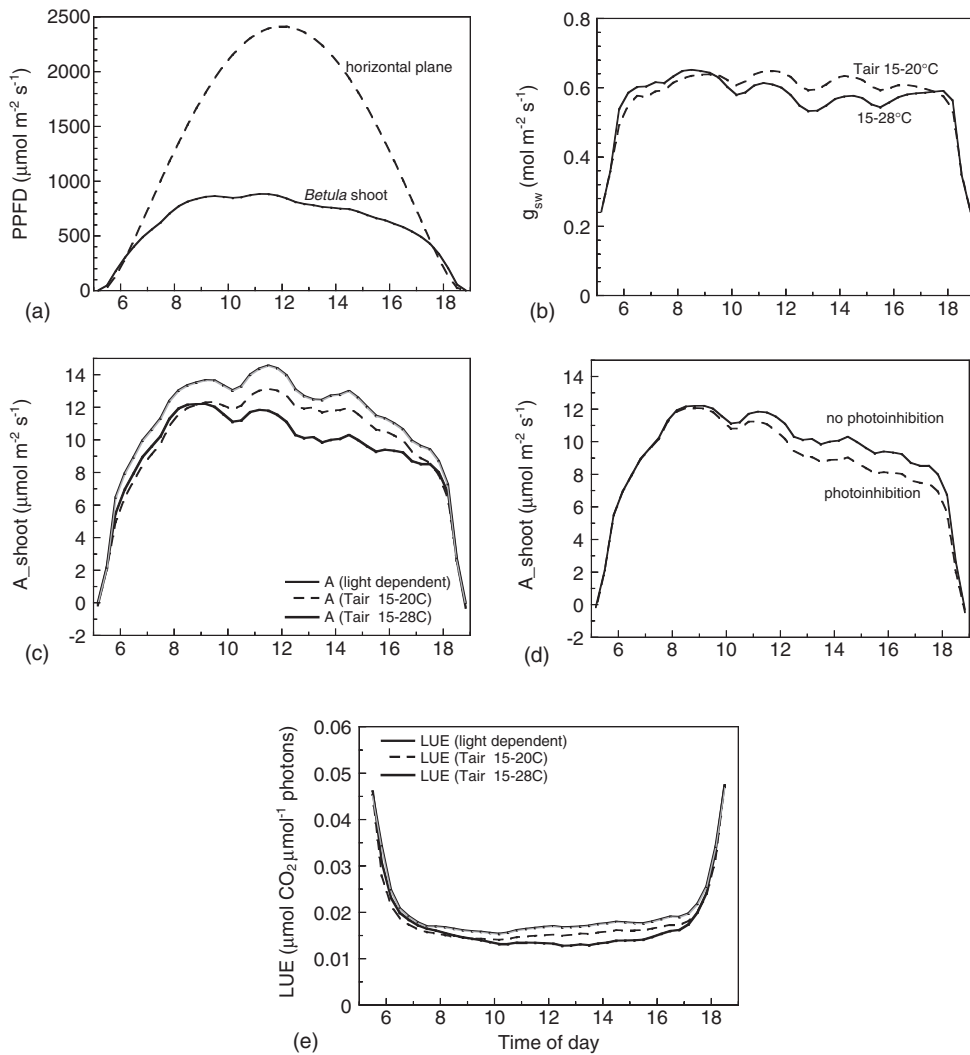 2500
2000
1500
1000
500
0
PPFD (μmol m⁻² s⁻¹)
horizontal plane
Betula shoot
6 8 10 12 14 16 18
(a)
0.8
0.6
0.4
0.2
0
g_sw (mol m⁻² s⁻¹)
Tair 15-20°C
15-28°C
6 8 10 12 14 16 18
(b)
14
12
10
8
6
4
2
0
-2
A_shoot (μmol m⁻² s⁻¹)
A (light dependent)
A (Tair 15-20C)
A (Tair 15-28C)
6 8 10 12 14 16 18
(c)
14
12
10
8
6
4
2
0
-2
A_shoot (μmol m⁻² s⁻¹)
no photoinhibition
photoinhibition
6 8 10 12 14 16 18
(d)
0.06
0.05
0.04
0.03
0.02
0.01
0
LUE (μmol CO₂ μmol⁻¹ photons)
LUE (light dependent)
LUE (Tair 15-20C)
LUE (Tair 15-28C)
6 8 10 12 14 16 18
Time of day
(e)